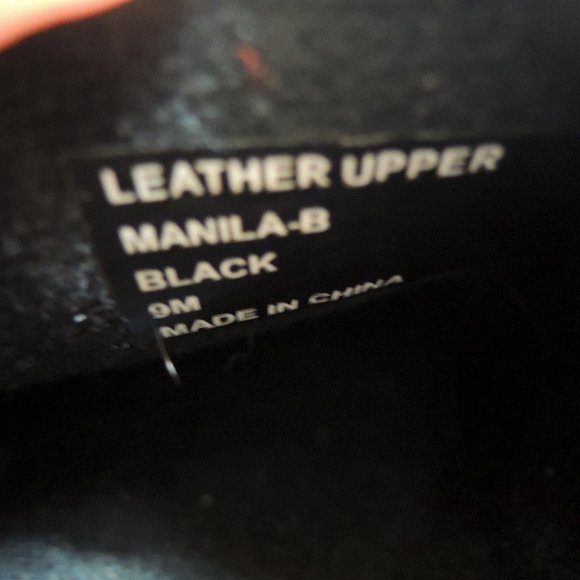 LEATHER UPPER
MANILA-B
BLACK
9M
MADE IN CHINA